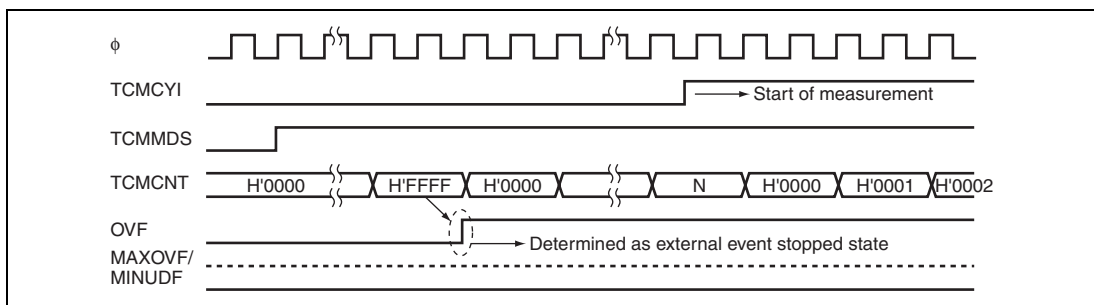 ϕ
TCMCYI
Start of measurement
TCMMDS
TCMCNT H'0000 H'FFFF H'0000 N H'0000 H'0001 H'0002
OVF
Determined as external event stopped state
MAXOVF/
MINUDF